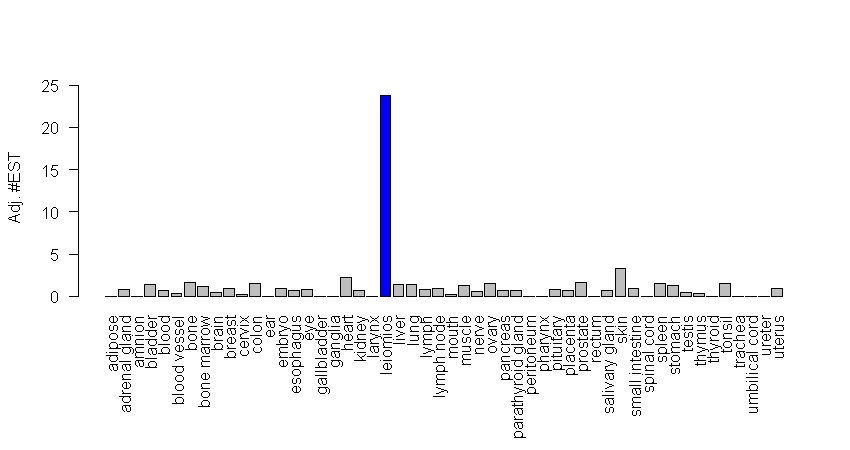 Adj. #EST
25
20
15
10
5
0
adipose
adrenal gland
amnion
bladder
blood
blood vessel
bone
bone marrow
brain
breast
cervix
colon
ear
embryo
esophagus
eye
gallbladder
ganglia
heart
kidney
larynx
leiomios
liver
lung
lymph
lymph node
mouth
muscle
nerve
ovary
pancreas
parathyroid gland
peritoneum
pharynx
pituitary
placenta
prostate
rectum
salivary gland
skin
small intestine
spinal cord
spleen
stomach
testis
thymus
thyroid
tonsil
trachea
umbilical cord
ureter
uterus